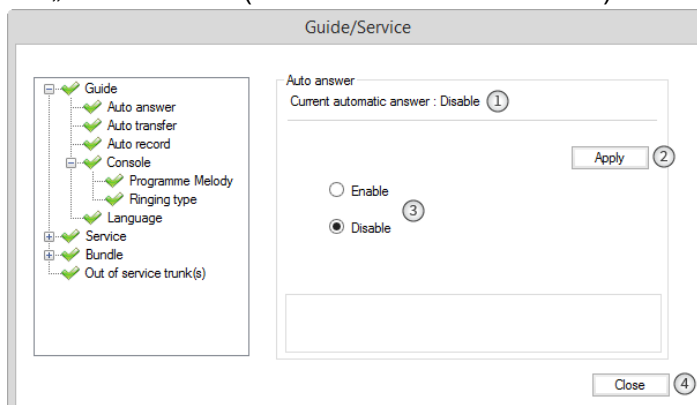 Guide/Service
Guide
Auto answer
Auto transfer
Auto record
Console
Programme Melody
Ringing type
Language
Service
Bundle
Out of service trunk(s)
Auto answer
Current automatic answer : Disable 1
Apply 2
Enable
3
Disable
Close 4